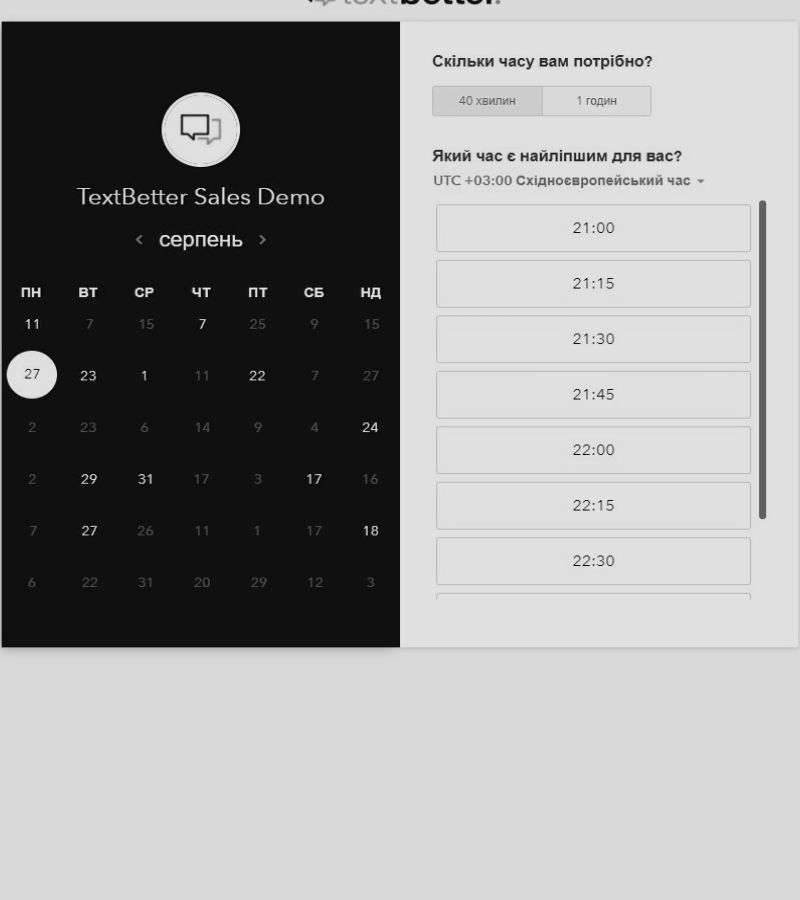 textbetter.
TextBetter Sales Demo
< серпень >
ПН ВТ СР ЧТ ПТ СБ НД
11 7 15 7 25 9 15
27 23 1 11 22 7 27
2 23 6 14 9 4 24
2 29 31 17 3 17 16
7 27 26 11 1 17 18
6 22 31 20 29 12 3
Скільки часу вам потрібно?
40 хвилин 1 годин
Який час є найліпшим для вас?
UTC +03:00 Східноєвропейський час
21:00
21:15
21:30
21:45
22:00
22:15
22:30